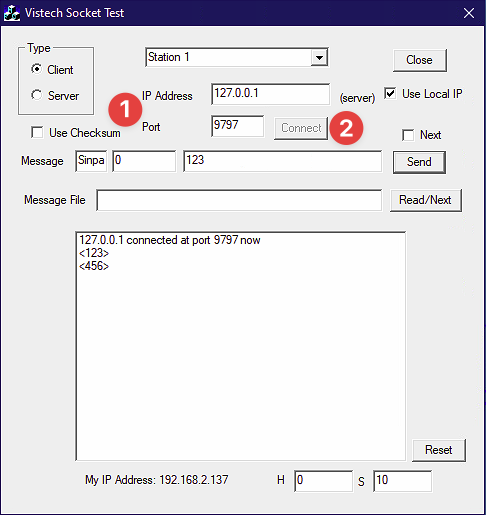 Vistech Socket Test
Type
Client
Server
Station 1
Close
1
IP Address
127.0.0.1
(server)
Use Local IP
Use Checksum
Port
9797
Connect
2
Next
Message
Sinpa
0
123
Send
Message File
Read/Next
127.0.0.1 connected at port 9797 now
<123>
<456>
Reset
My IP Address: 192.168.2.137
H
0
S
10